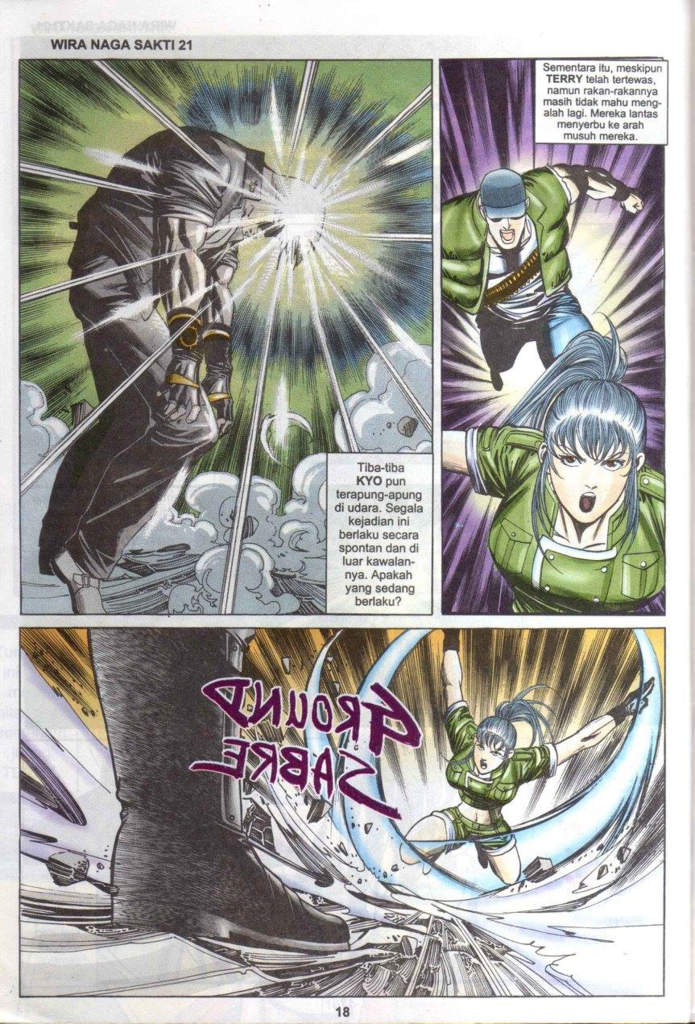 WIRA NAGA SAKTI 21
Sementara itu, meskipun
TERRY telah tertewas,
namun rakan-rakannya
masih tidak mahu meng-
alah lagi. Mereka lantas
menyerbu ke arah
musuh mereka.
Tiba-tiba
KYO pun
terapung-apung
di udara. Segala
kejadian ini
berlaku secara
spontan dan di
luar kawalan-
nya. Apakah
yang sedang
berlaku?
GROUND
SABRE
18